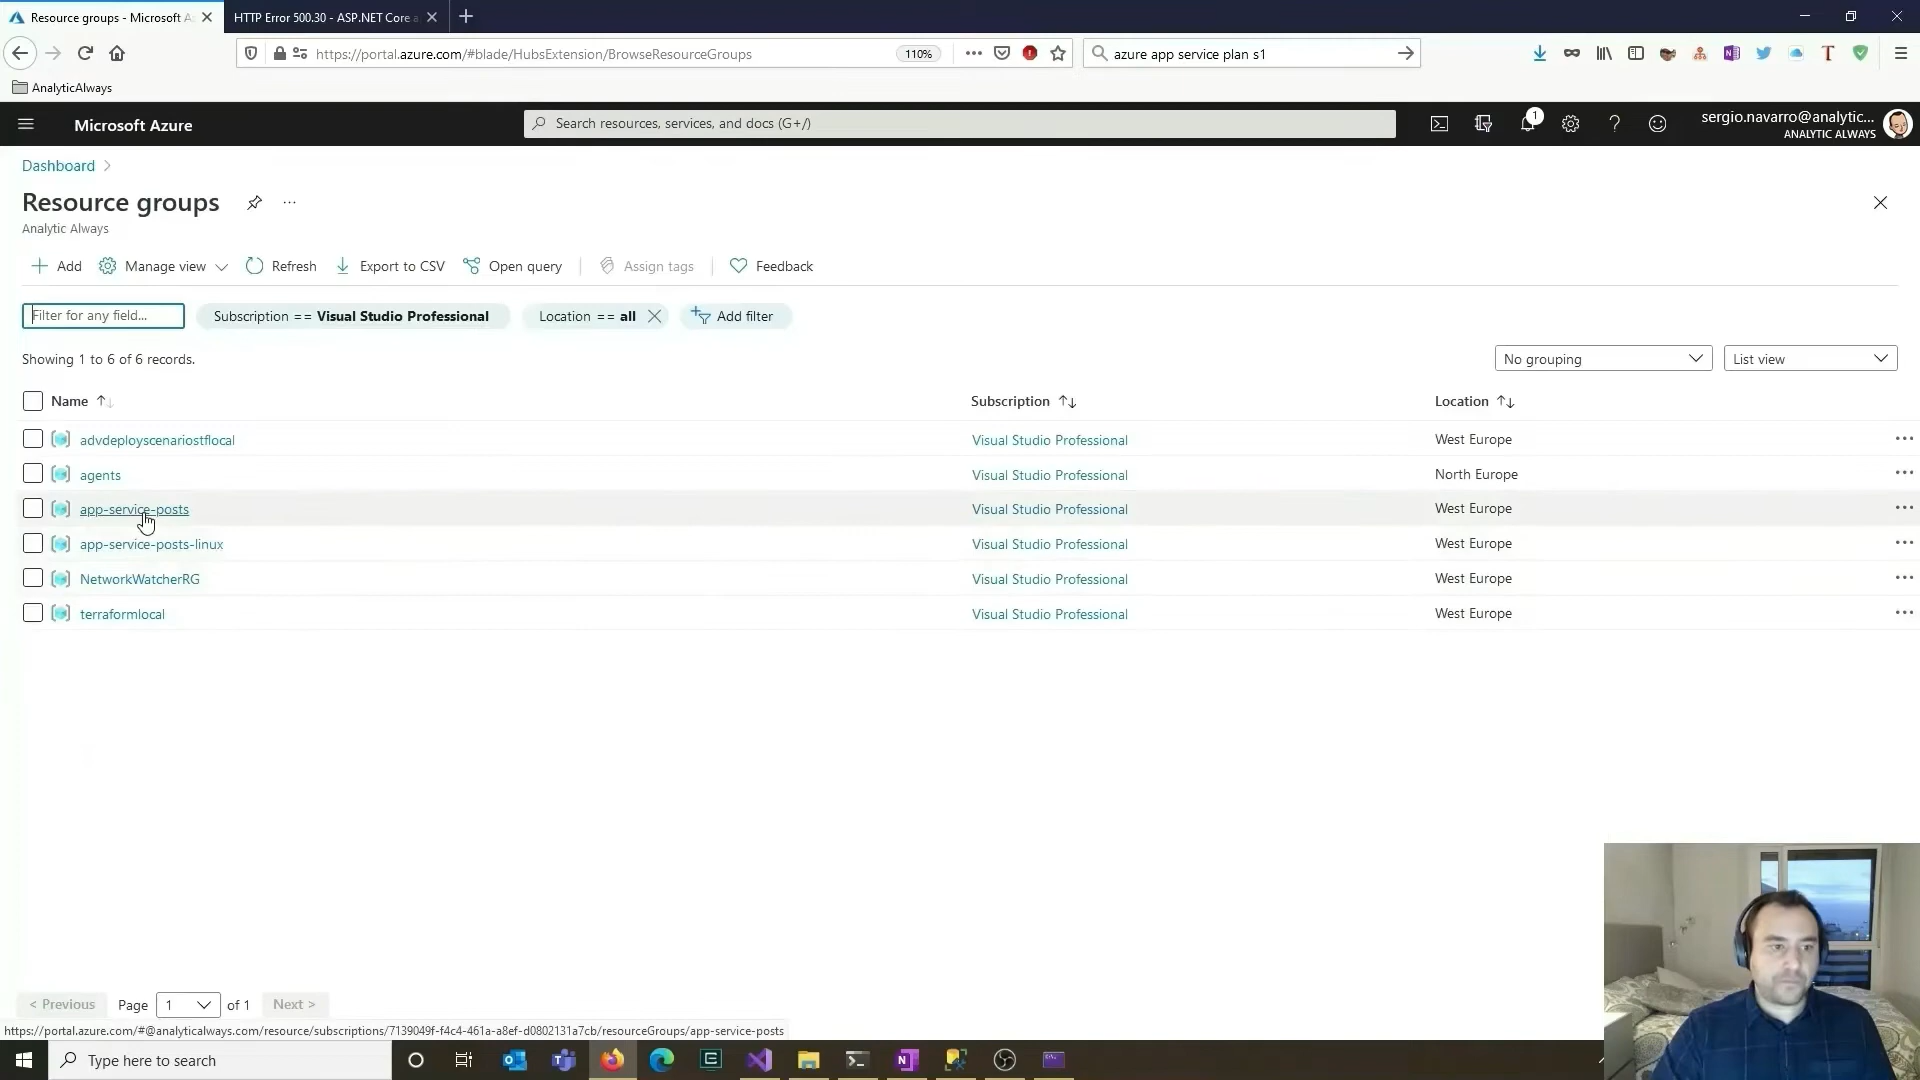 Resource groups - Microsoft A
HTTP Error 500.30 - ASP.NET Core a
https://portal.azure.com/#blade/HubsExtension/BrowseResourceGroups
110%
azure app service plan s1
AnalyticAlways
Microsoft Azure
Search resources, services, and docs (G+/)
1
sergio.navarro@analytic...
ANALYTIC ALWAYS
Dashboard
Resource groups
Analytic Always
Add
Manage view
Refresh
Export to CSV
Open query
Assign tags
Feedback
Filter for any field...
Subscription == Visual Studio Professional
Location == all
Add filter
Showing 1 to 6 of 6 records.
No grouping
List view
Name
Subscription
Location
advdeployscenariostflocal
Visual Studio Professional
West Europe
agents
Visual Studio Professional
North Europe
app-service-posts
Visual Studio Professional
West Europe
app-service-posts-linux
Visual Studio Professional
West Europe
NetworkWatcherRG
Visual Studio Professional
West Europe
terraformlocal
Visual Studio Professional
West Europe
< Previous
Page
1
of 1
Next >
https://portal.azure.com/#@analyticalways.com/resource/subscriptions/7139049f-f4c4-461a-a8ef-d0802131a7cb/resourceGroups/app-service-posts
Type here to search